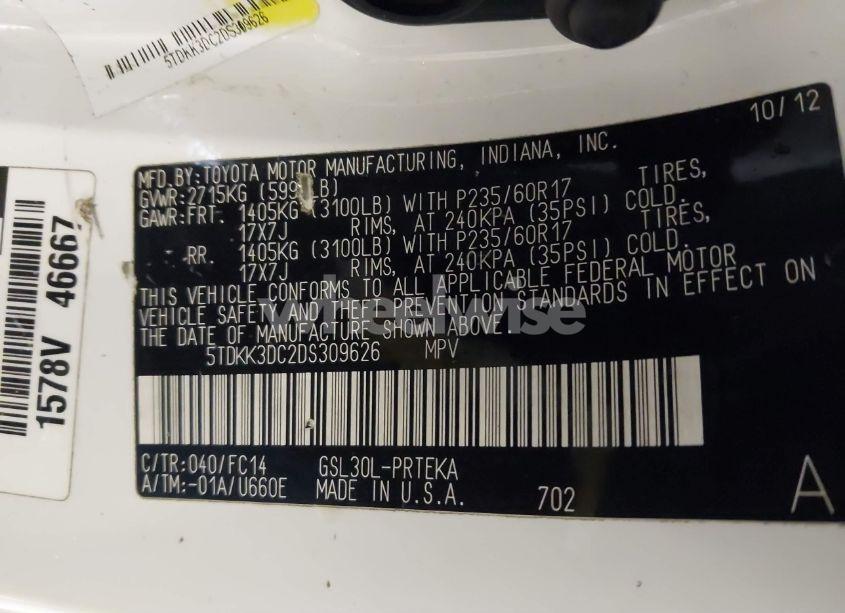 5TDKK3DC2DS309626
10/12
MFD.BY:TOYOTA MOTOR MANUFACTURING, INDIANA, INC.
GVWR:2715KG
GAWR:FRT. 1405KG (3100LB) WITH P235/60R17 TIRES,
17X7J RIMS, AT 240KPA (35PSI) COLD.
RR. 1405KG (3100LB) WITH P235/60R17 TIRES,
17X7J RIMS, AT 240KPA (35PSI) COLD.
THIS VEHICLE CONFORMS TO ALL APPLICABLE FEDERAL MOTOR
VEHICLE SAFETY AND THEFT PREVENTION STANDARDS IN EFFECT ON
THE DATE OF MANUFACTURE SHOWN ABOVE.
5TDKK3DC2DS309626 MPV
C/TR:040/FC14 GSL30L-PRTEKA
A/TM:-01A/U660E MADE IN U.S.A. 702 A
1578V 46667